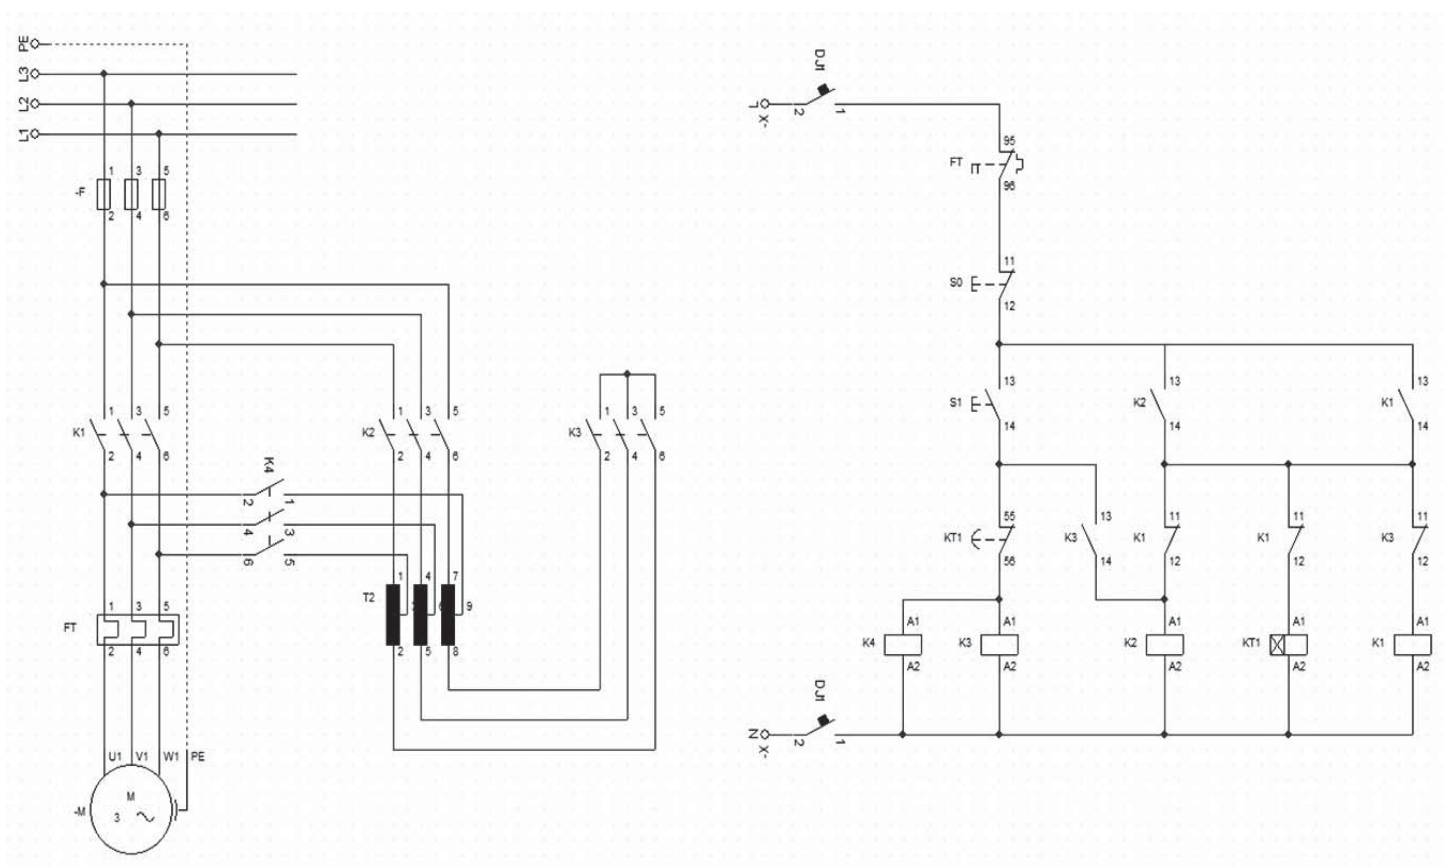 PE
L3
L2
L1
1 3 5
-F
2 4 6
1 3 5
K1
2 4 6
1 3 5
K2
2 4 6
1 3 5
K3
2 4 6
K4
2 1
4 3
6 5
1 4 7
T2
9
2 5 8
1 3 5
FT
2 4 6
U1 V1 W1 PE
-M
M
3
DJ1
L
X-
2 1
95
FT
96
11
S0
12
13
S1
14
13
K2
14
13
K1
14
55
KT1
56
13
K3
14
11
K1
12
11
K1
12
11
K3
12
A1 A1 A1 A1 A1
K4 K3 K2 KT1 K1
A2 A2 A2 A2 A2
DJ1
N
X-
2 1